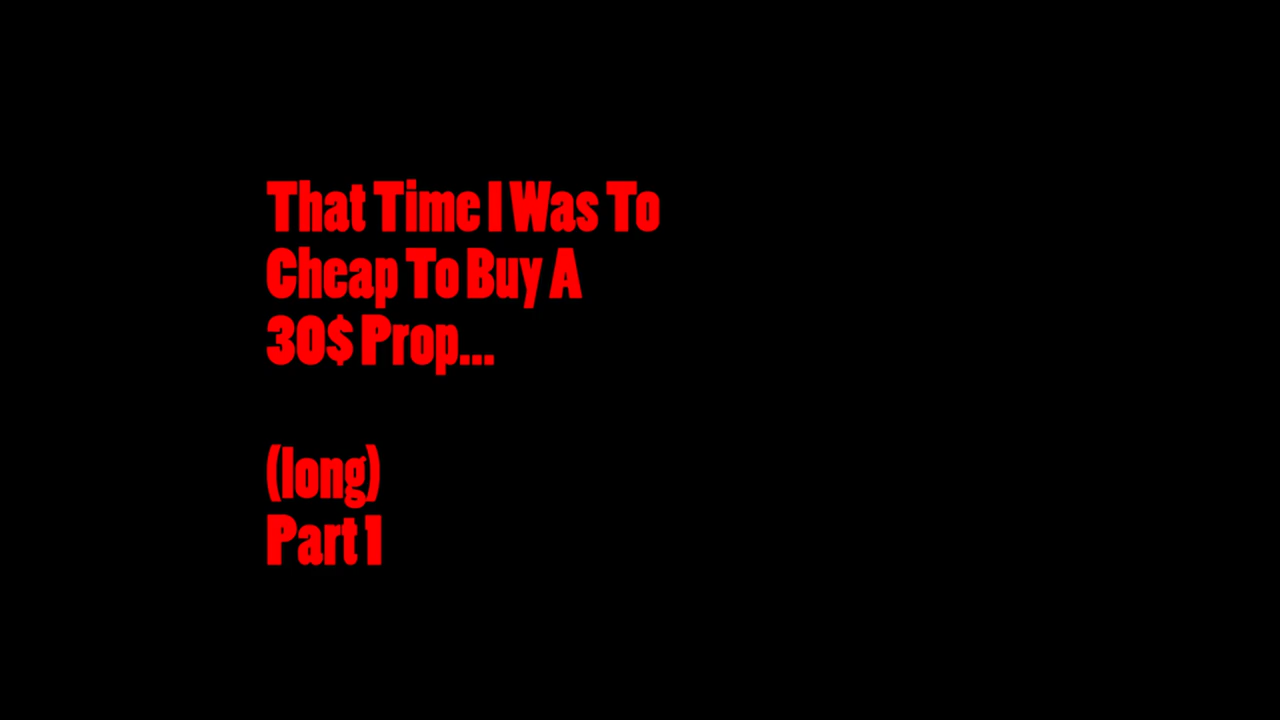 That Time I Was To
Cheap To Buy A
30$ Prop...
(long)
Part 1